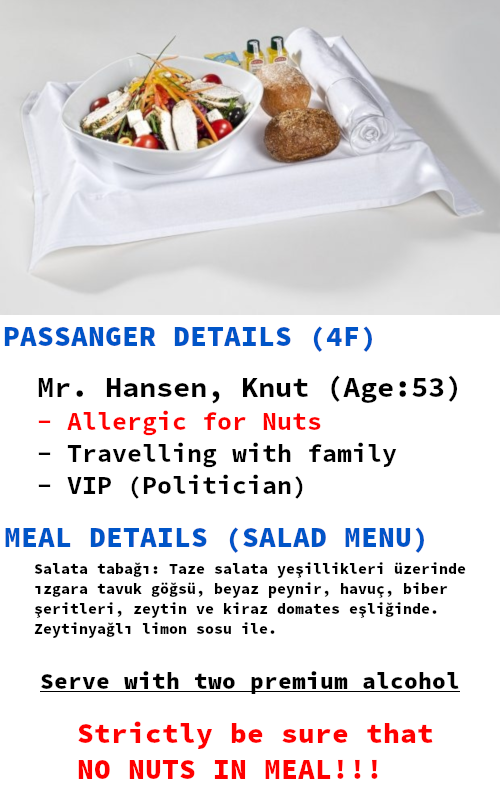 PASSANGER DETAILS (4F)
Mr. Hansen, Knut (Age:53)
- Allergic for Nuts
- Travelling with family
- VIP (Politician)
MEAL DETAILS (SALAD MENU)
Salata tabağı: Taze salata yeşillikleri üzerinde
ızgara tavuk göğsü, beyaz peynir, havuç, biber
şeritleri, zeytin ve kiraz domates eşliğinde.
Zeytinyağlı limon sosu ile.
Serve with two premium alcohol
Strictly be sure that
NO NUTS IN MEAL!!!